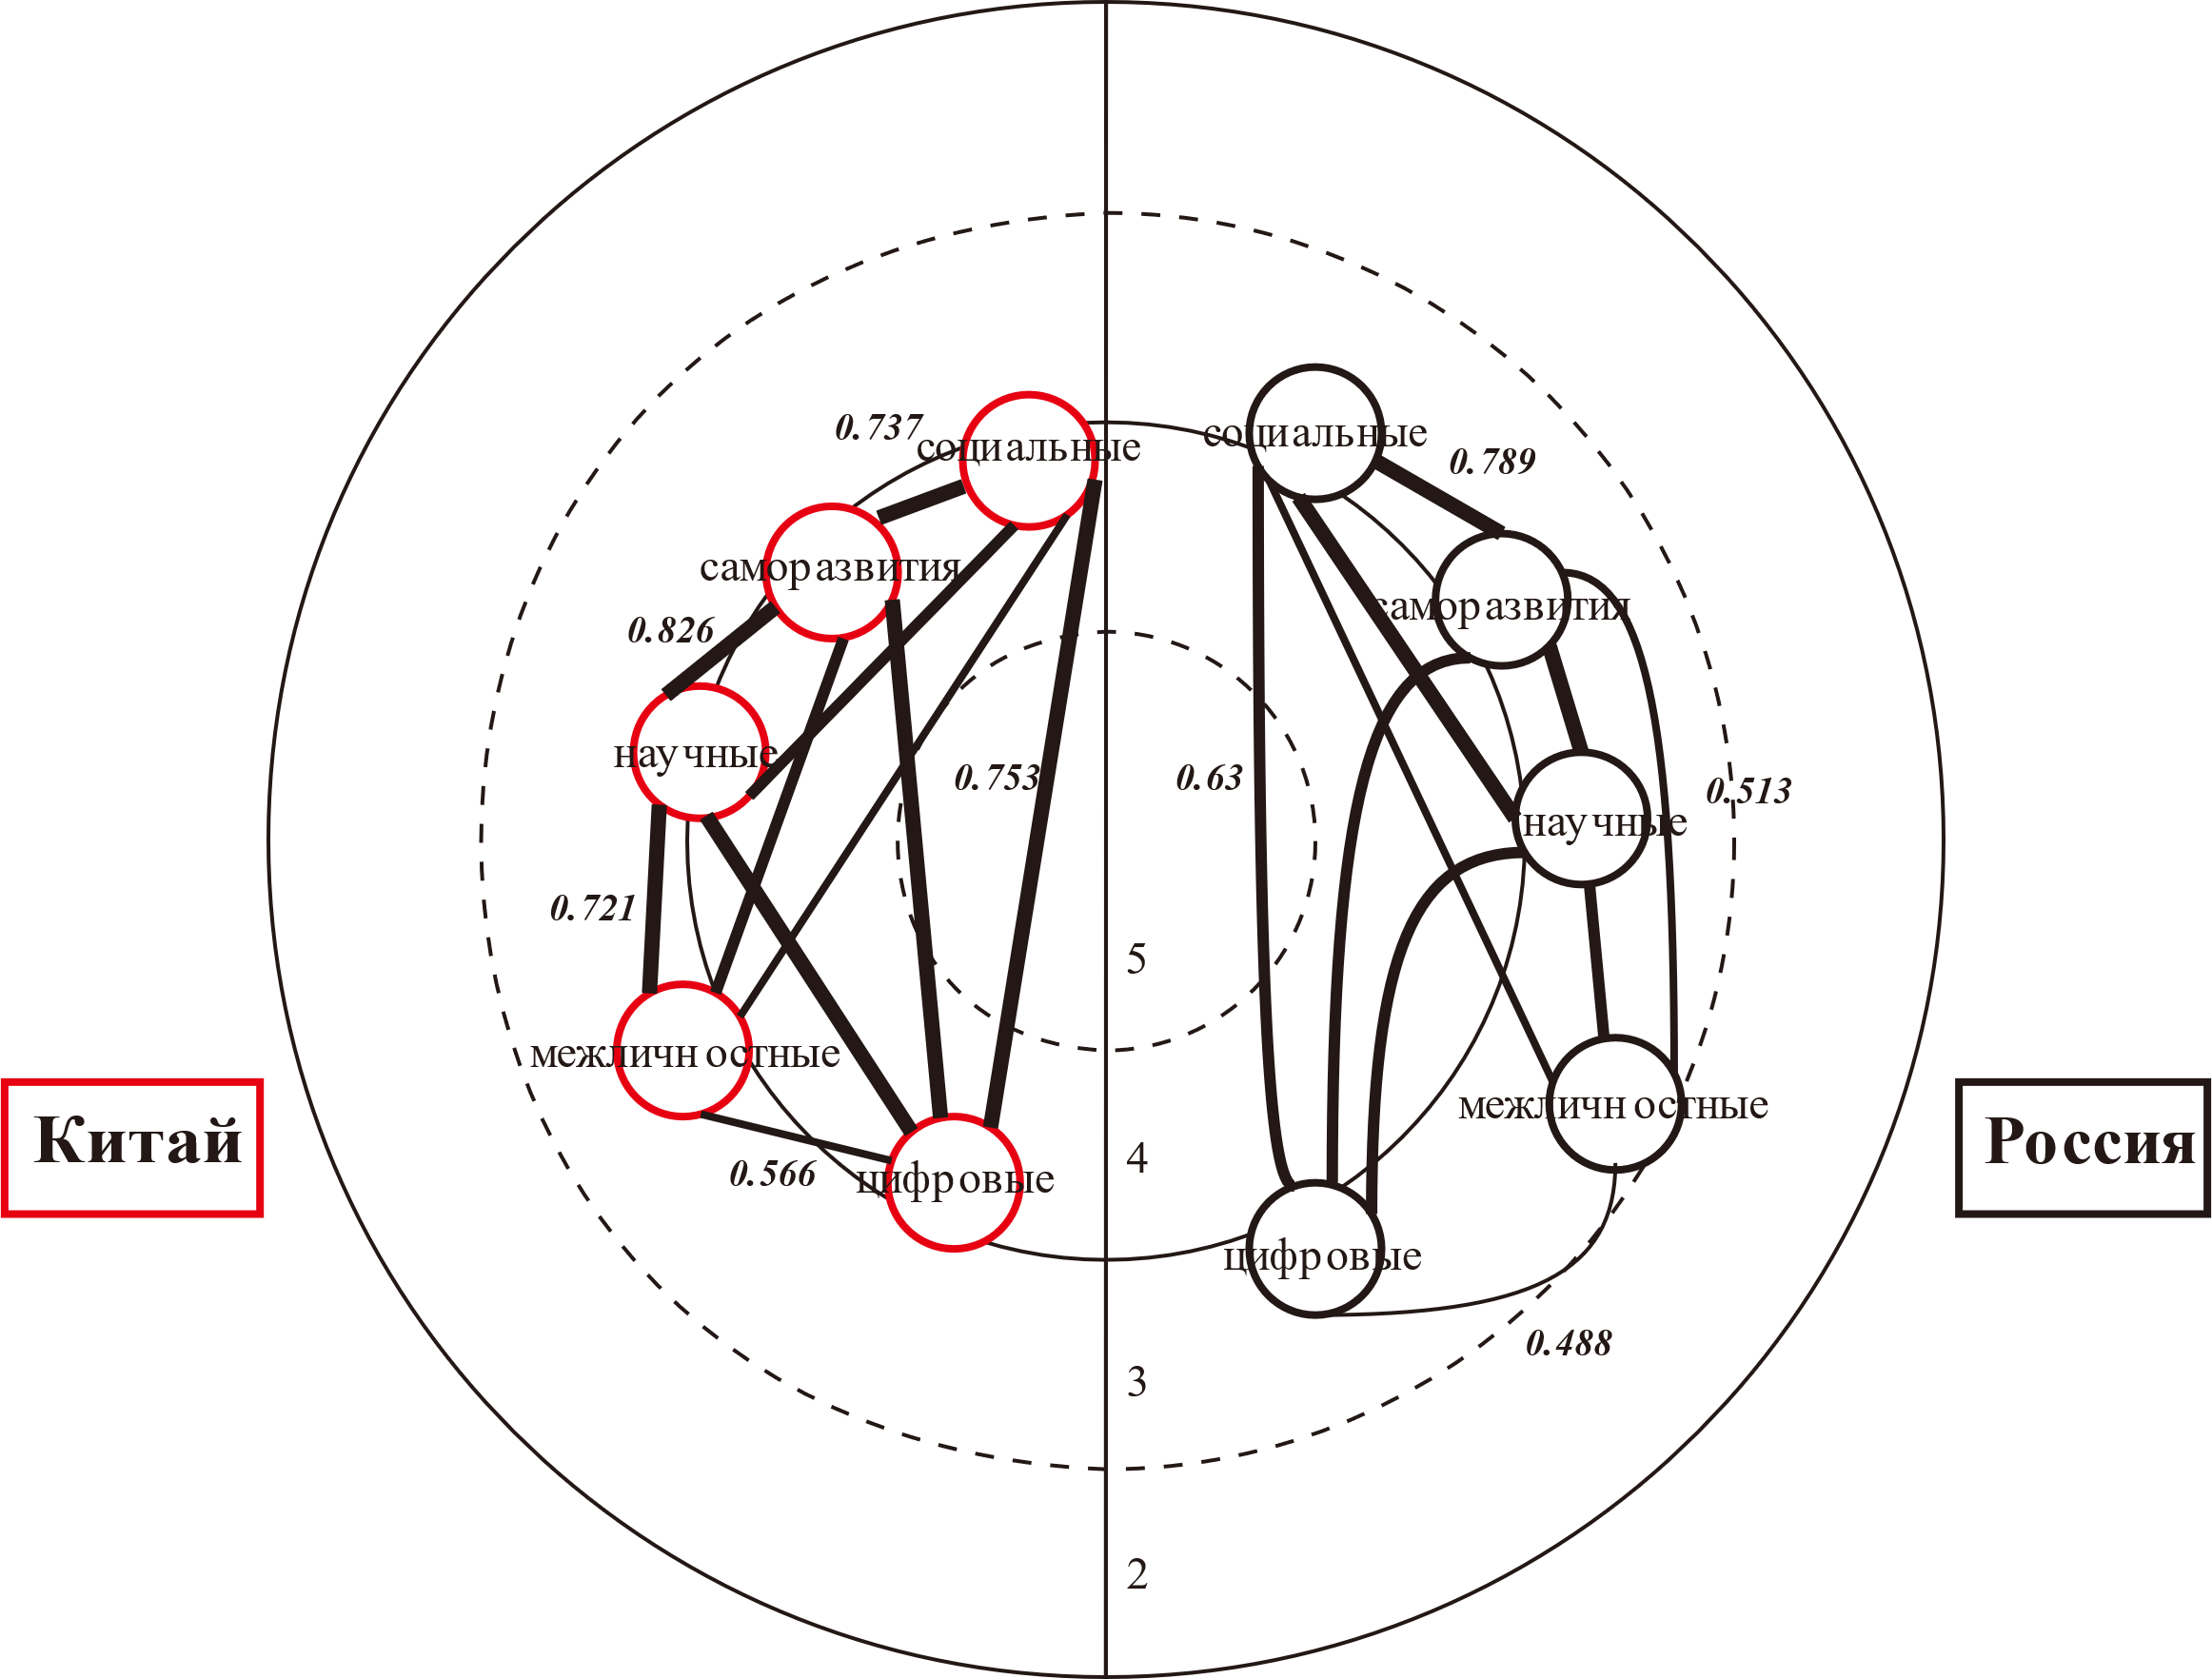 0.737
социальные
социальные
0.789
саморазвития
саморазвития
0.826
научные
0.753
0.63
0.513
научные
0.721
5
межличностные
межличностные
Китай
Россия
4
0.566
цифровые
цифровые
0.488
3
2